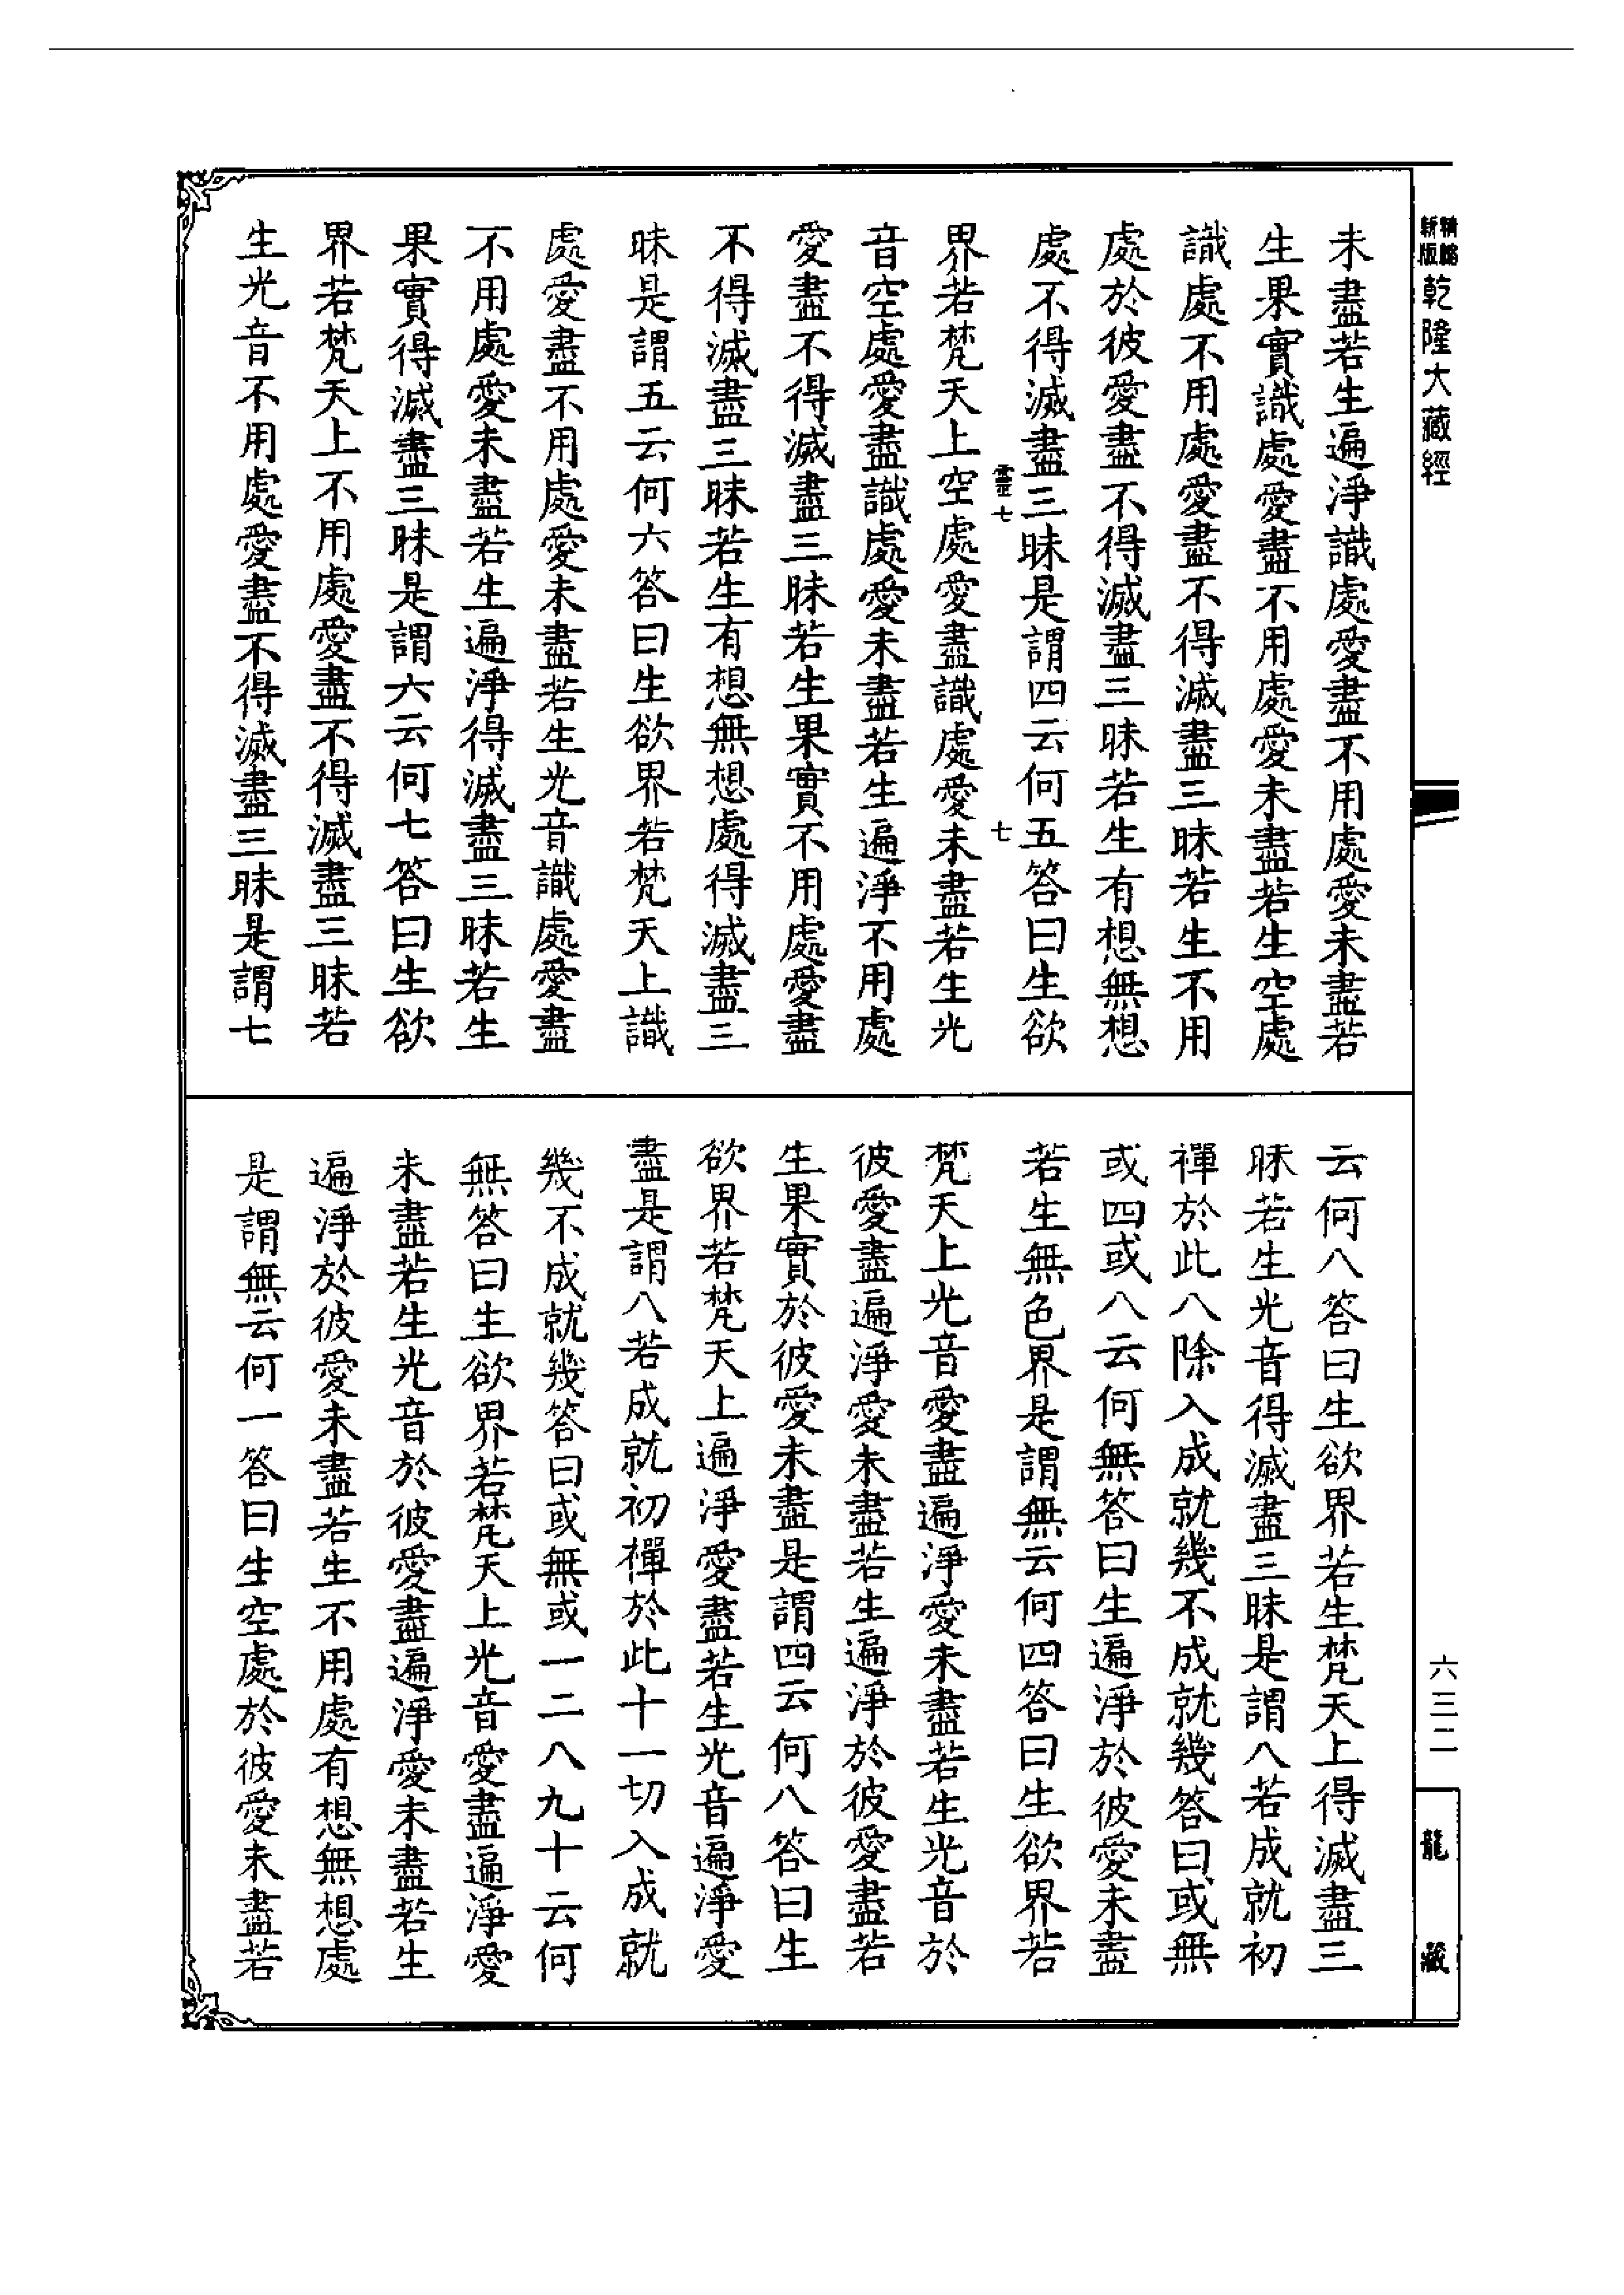 精縮
新版
乾隆大藏經
未盡若生遍淨識處愛盡不用處愛未盡若
生果實識處愛盡不用處愛未盡若生空處
識處不用處愛盡不得滅盡三昧若生不用
處於彼愛盡不得滅盡三昧若生有想無想
處不得滅盡三昧是謂四云何五答曰生欲
靈七
七
界若梵天上空處愛盡識處愛未盡若生光
音空處愛盡識處愛未盡若生遍淨不用處
愛盡不得滅盡三昧若生果實不用處愛盡
不得滅盡三昧若生有想無想處得滅盡三
昧是謂五云何六答曰生欲界若梵天上識
處愛盡不用處愛未盡若生光音識處愛盡
不用處愛未盡若生遍淨得滅盡三昧若生
果實得滅盡三昧是謂六云何七答曰生欲
界若梵天上不用處愛盡不得滅盡三昧若
生光音不用處愛盡不得滅盡三昧是謂七
云何八答曰生欲界若生梵天上得滅盡三
昧若生光音得滅盡三昧是謂八若成就初
禪於此八除入成就幾不成就幾答曰或無
或四或八云何無答曰生遍淨於彼愛未盡
若生無色界是謂無云何四答曰生欲界若
梵天上光音愛盡遍淨愛未盡若生光音於
彼愛盡遍淨愛未盡若生遍淨於彼愛盡若
生果實於彼愛未盡是謂四云何八答曰生
欲界若梵天上遍淨愛盡若生光音遍淨愛
盡是謂八若成就初禪於此十一切入成就
幾不成就幾答曰或無或一二八九十云何
無答曰生欲界若梵天上光音愛盡遍淨愛
未盡若生光音於彼愛盡遍淨愛未盡若生
遍淨於彼愛未盡若生不用處有想無想處
是謂無云何一答曰生空處於彼愛未盡若
六三二
龍藏